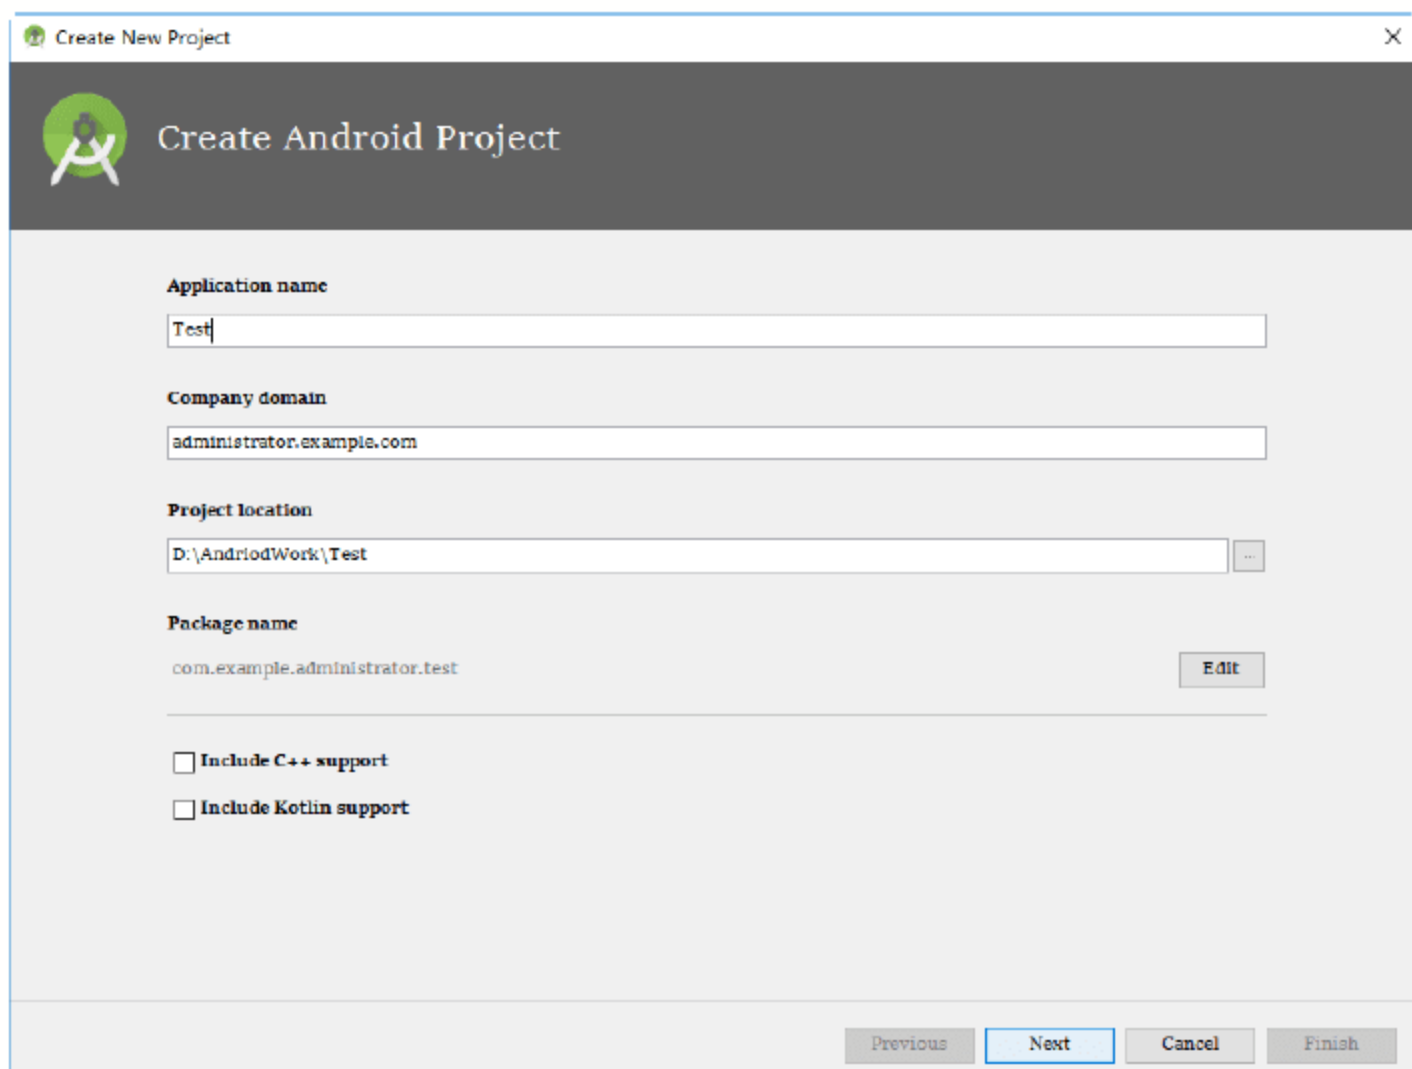 Create New Project
Create Android Project
Application name
Test
Company domain
administrator.example.com
Project location
D:\AndriodWork\Test
...
Package name
com.example.administrator.test
Edit
Include C++ support
Include Kotlin support
Previous Next Cancel Finish